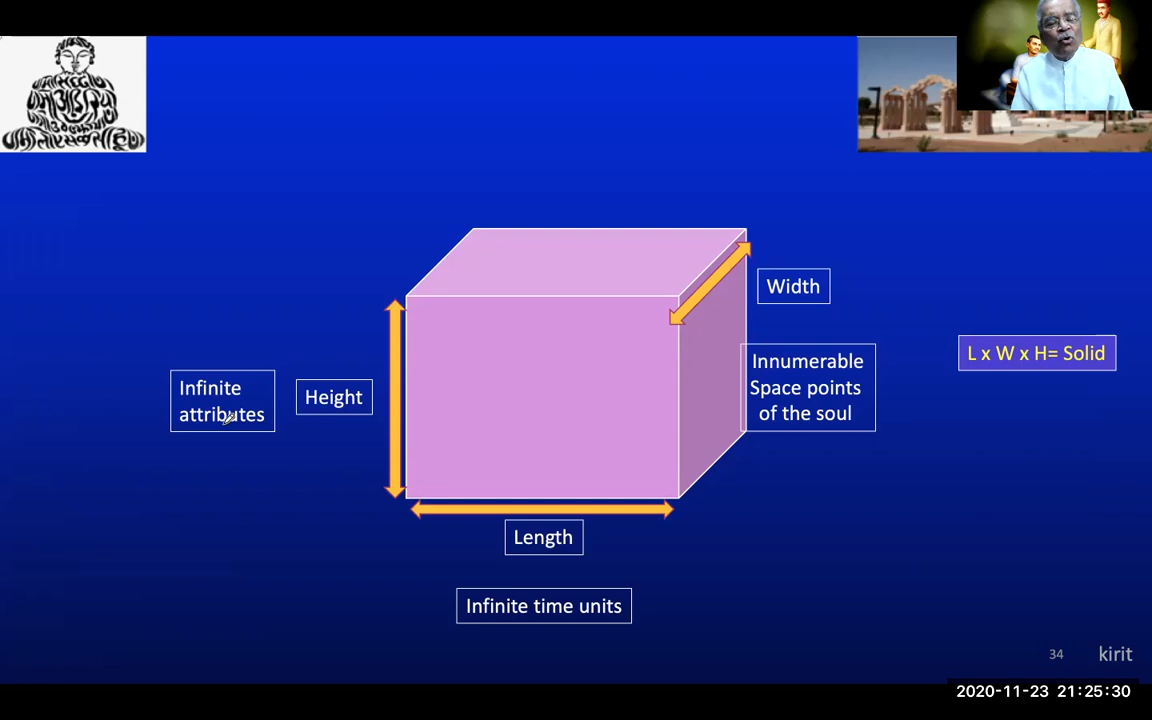 Width
Innumerable
Space points
of the soul
L x W x H= Solid
Infinite
attributes
Height
Length
Infinite time units
34
kirit
2020-11-23 21:25:30